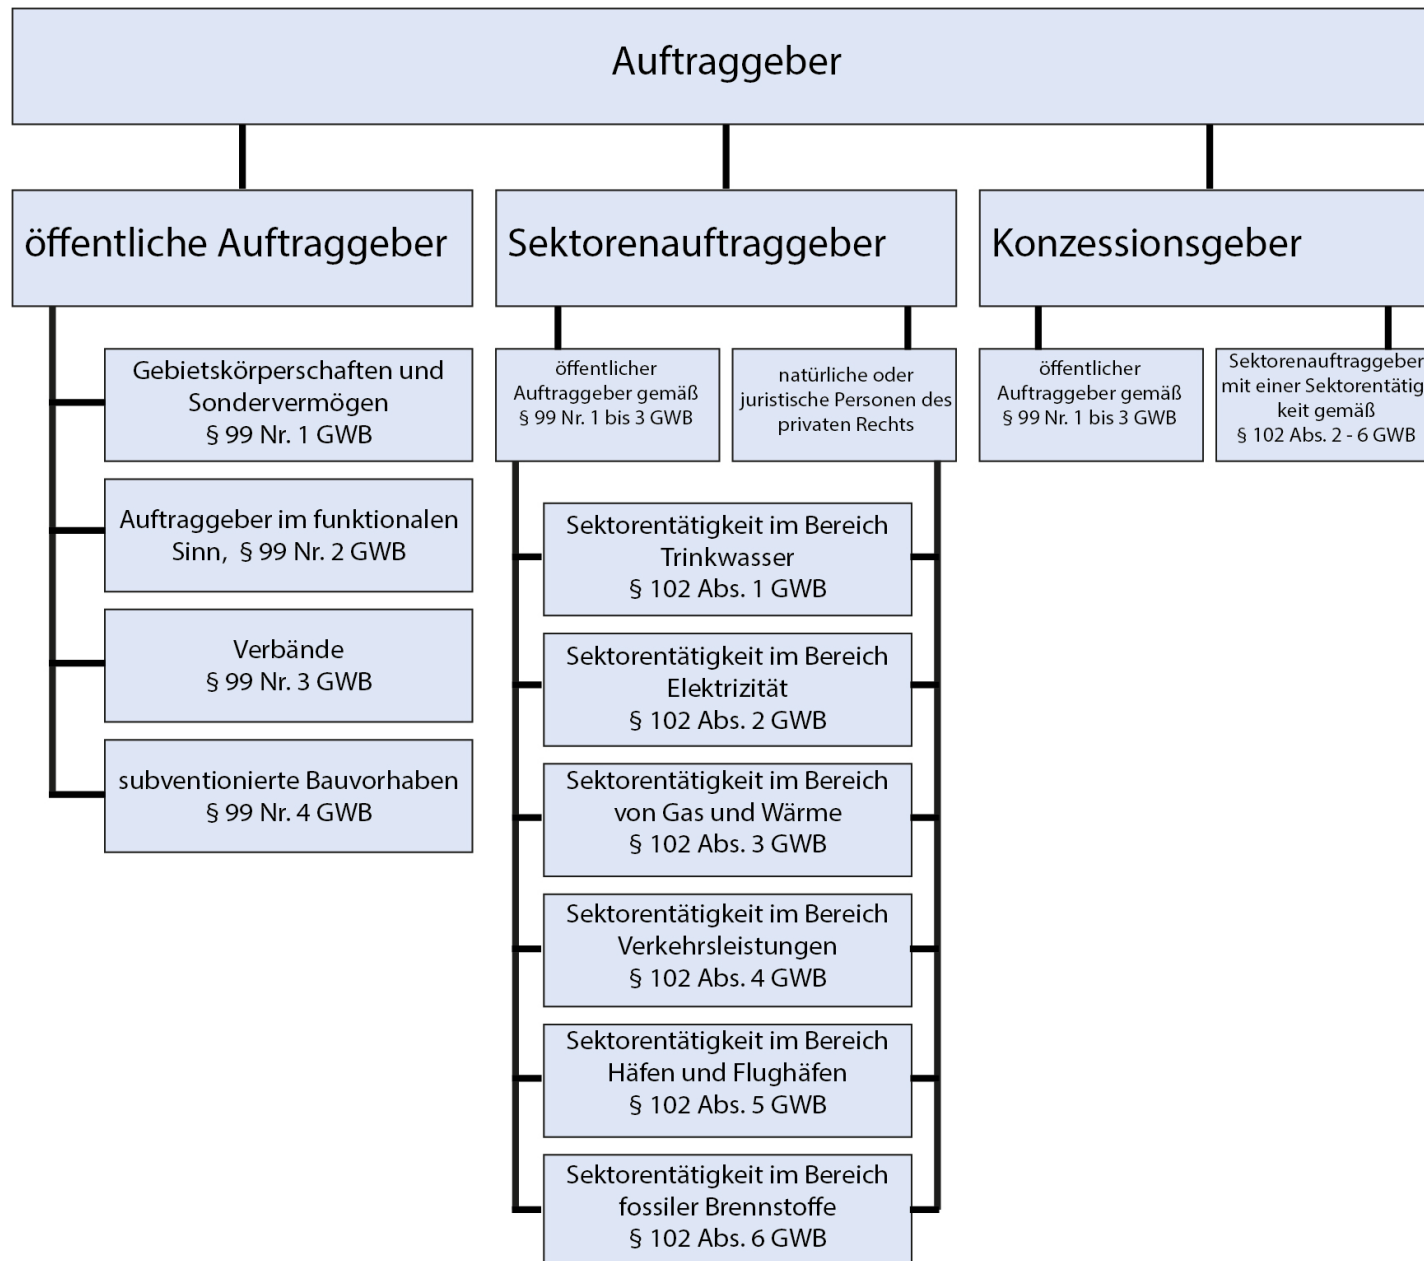 Auftraggeber
öffentliche Auftraggeber
Gebietskörperschaften und
Sondervermögen
§ 99 Nr. 1 GWB
Auftraggeber im funktionalen
Sinn, § 99 Nr. 2 GWB
Verbände
§ 99 Nr. 3 GWB
subventionierte Bauvorhaben
§ 99 Nr. 4 GWB
Sektorenauftraggeber
öffentlicher
Auftraggeber gemäß
§ 99 Nr. 1 bis 3 GWB
natürliche oder
juristische Personen des
privaten Rechts
Sektorentätigkeit im Bereich
Trinkwasser
§ 102 Abs. 1 GWB
Sektorentätigkeit im Bereich
Elektrizität
§ 102 Abs. 2 GWB
Sektorentätigkeit im Bereich
von Gas und Wärme
§ 102 Abs. 3 GWB
Sektorentätigkeit im Bereich
Verkehrsleistungen
§ 102 Abs. 4 GWB
Sektorentätigkeit im Bereich
Häfen und Flughäfen
§ 102 Abs. 5 GWB
Sektorentätigkeit im Bereich
fossiler Brennstoffe
§ 102 Abs. 6 GWB
Konzessionsgeber
öffentlicher
Auftraggeber gemäß
§ 99 Nr. 1 bis 3 GWB
Sektorenauftraggeber
mit einer Sektorentätig
keit gemäß
§ 102 Abs. 2 - 6 GWB